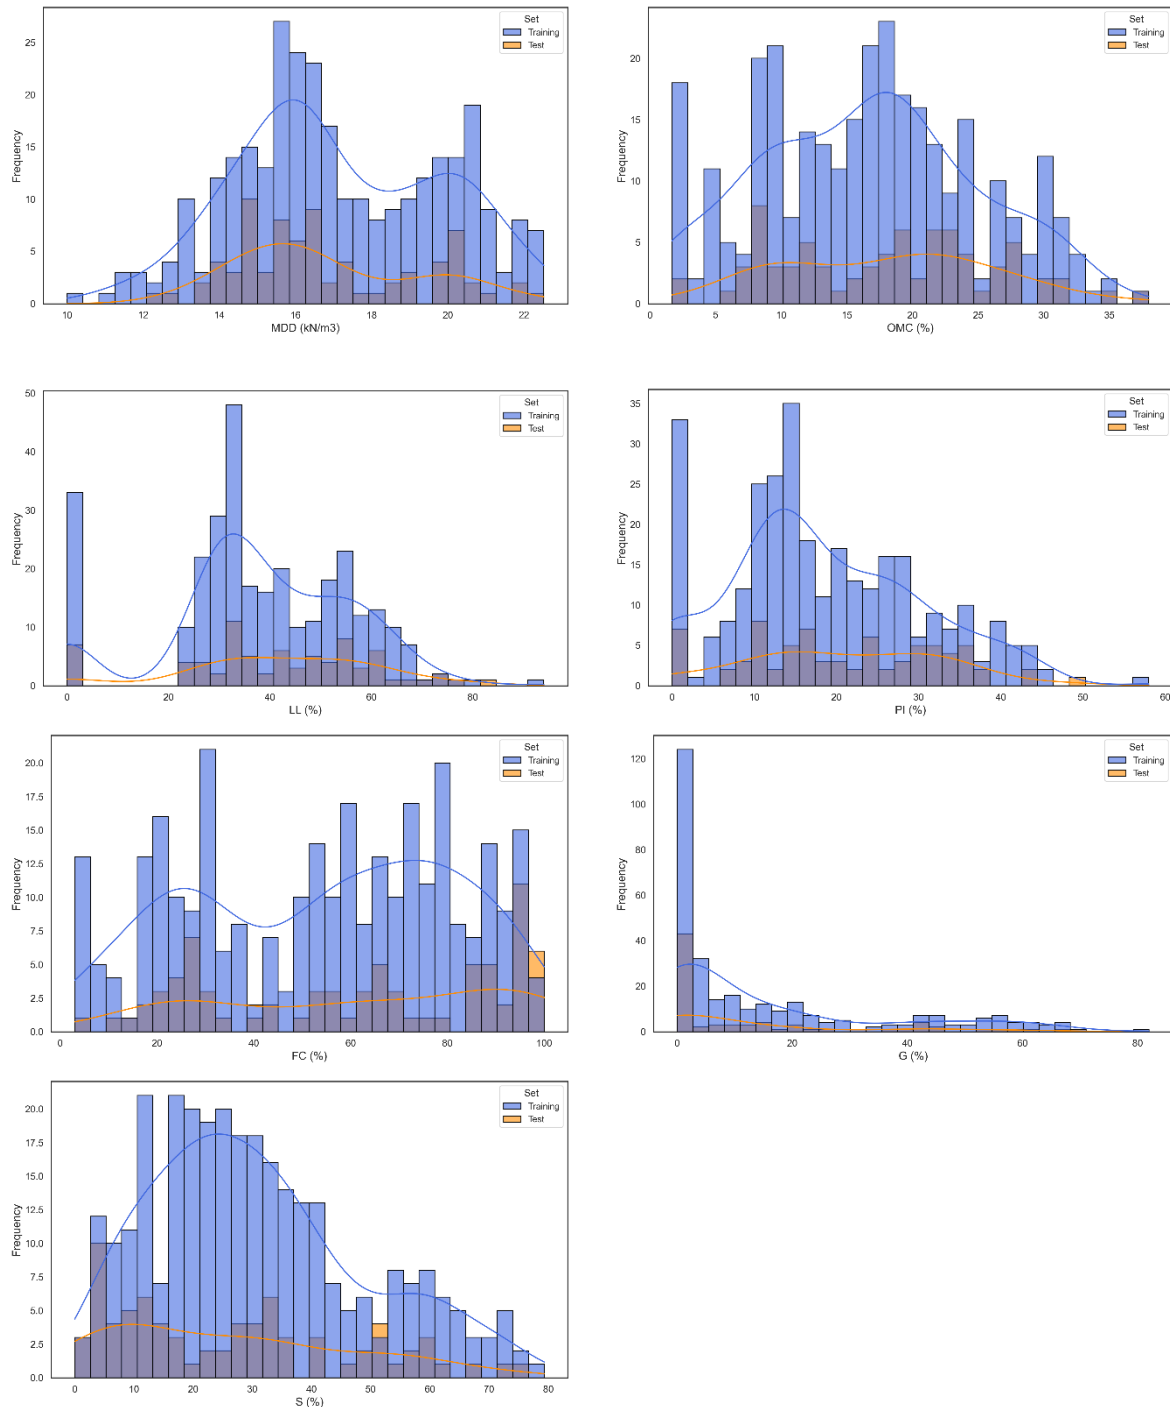 Set
Training
Test
25
20
15
10
5
0
Frequency
10 12 14 16 18 20 22
MDD (kN/m3)
Set
Training
Test
20
15
10
5
0
Frequency
0 5 10 15 20 25 30 35
OMC (%)
Set
Training
Test
50
40
30
20
10
0
Frequency
0 20 40 60 80
LL (%)
Set
Training
Test
35
30
25
20
15
10
5
0
Frequency
0 10 20 30 40 50 60
PI (%)
Set
Training
Test
20.0
17.5
15.0
12.5
10.0
7.5
5.0
2.5
0.0
Frequency
0 20 40 60 80 100
FC (%)
Set
Training
Test
120
100
80
60
40
20
0
Frequency
0 20 40 60 80
G (%)
Set
Training
Test
20.0
17.5
15.0
12.5
10.0
7.5
5.0
2.5
0.0
Frequency
0 10 20 30 40 50 60 70 80
S (%)